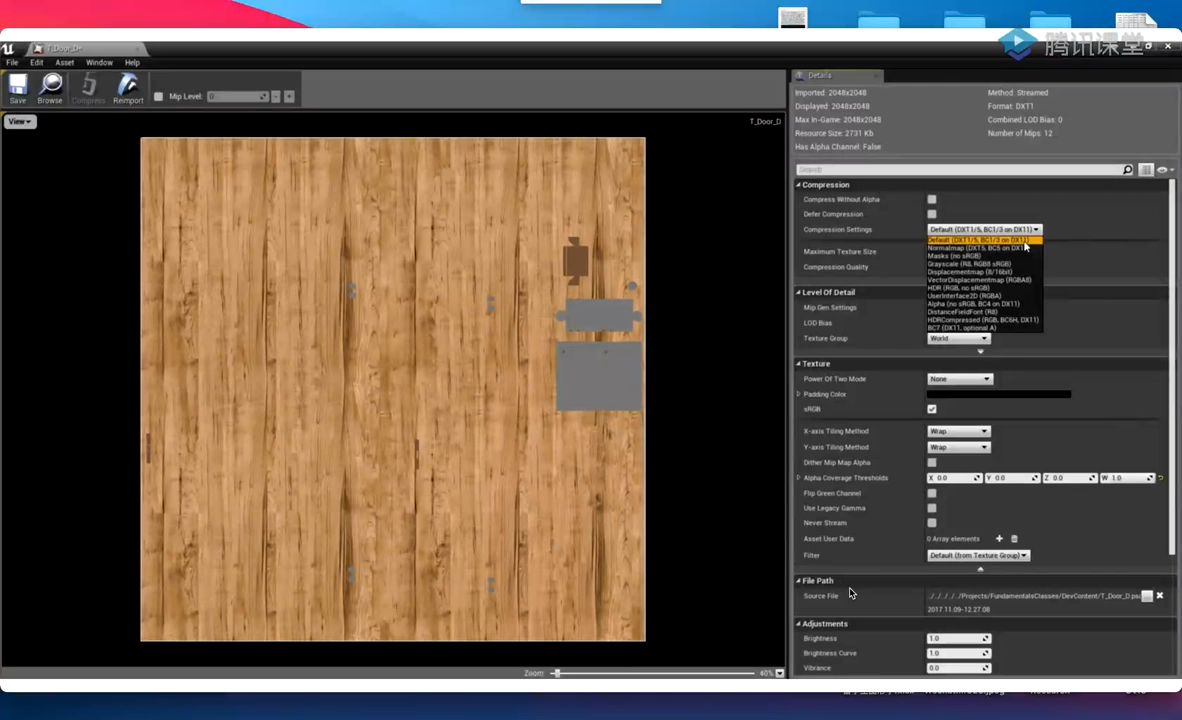 腾讯课堂
T_Door_D*
File Edit Asset Window Help
Save Browse Compress Reimport Mip Level: 0 - +
View
T_Door_D
Zoom: 40%
Details
Imported: 2048x2048 Method: Streamed
Displayed: 2048x2048 Format: DXT1
Max In-Game: 2048x2048 Combined LOD Bias: 0
Resource Size: 2731 Kb Number of Mips: 12
Has Alpha Channel: False
Search
Compression
Compress Without Alpha
Defer Compression
Compression Settings Default (DXT1/5, BC1/3 on DX11)
Default (DXT1/5, BC1/3 on DX11)
Normalmap (DXT5, BC5 on DX11)
Maximum Texture Size
Masks (no sRGB)
Grayscale (R8, RGB8 sRGB)
Compression Quality
Displacementmap (8/16bit)
VectorDisplacementmap (RGBA8)
HDR (RGB, no sRGB)
Level Of Detail
UserInterface2D (RGBA)
Alpha (no sRGB, BC4 on DX11)
Mip Gen Settings
DistanceFieldFont (R8)
HDRCompressed (RGB, BC6H, DX11)
LOD Bias
BC7 (DX11, optional A)
Texture Group World
Texture
Power Of Two Mode None
Padding Color
sRGB
X-axis Tiling Method Wrap
Y-axis Tiling Method Wrap
Dither Mip Map Alpha
Alpha Coverage Thresholds X 0.0 Y 0.0 Z 0.0 W 1.0
Flip Green Channel
Use Legacy Gamma
Never Stream
Asset User Data 0 Array elements
Filter Default (from Texture Group)
File Path
Source File ../../../../../Projects/FundamentalsClasses/DevContent/T_Door_D.psd
2017.11.09-12.27.08
Adjustments
Brightness 1.0
Brightness Curve 1.0
Vibrance 0.0